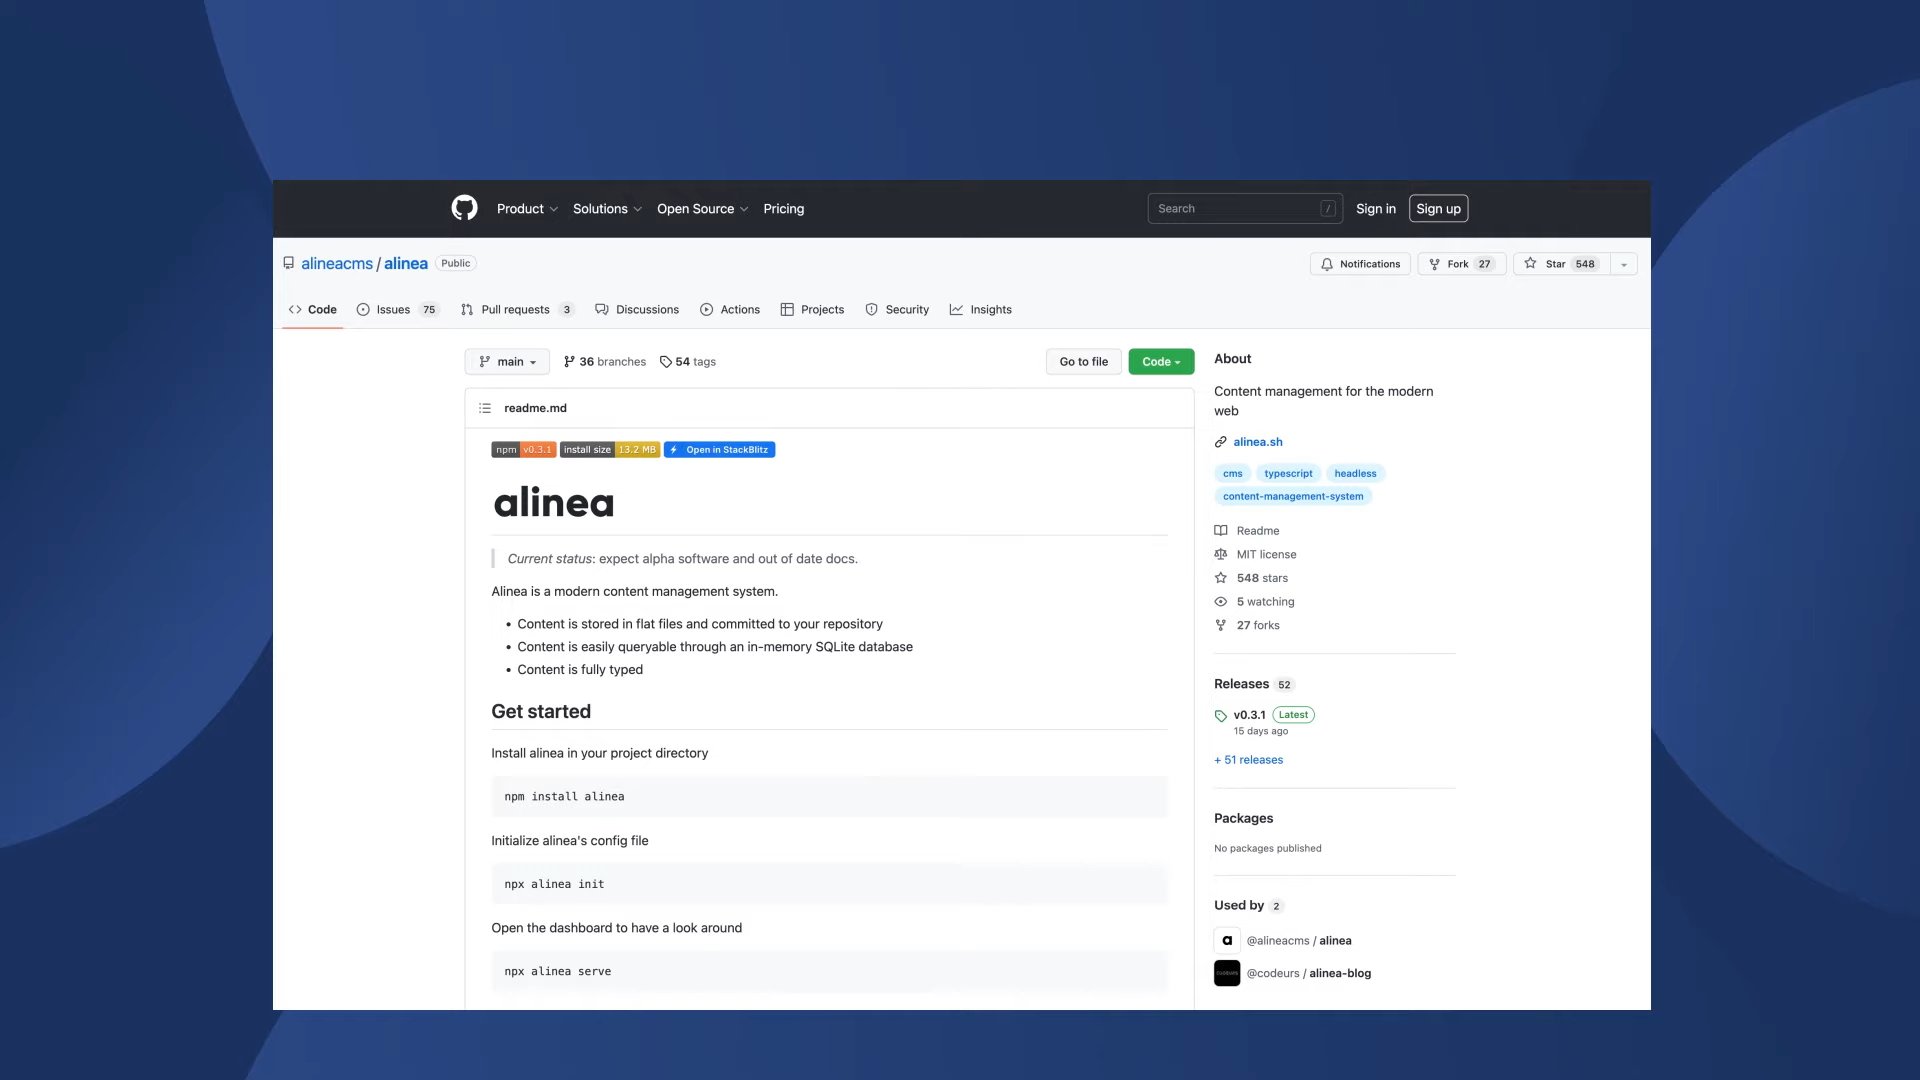 Product
Solutions
Open Source
Pricing
Search
/
Sign in
Sign up
alineacms / alinea
Public
Notifications
Fork 27
Star 548
Code
Issues 75
Pull requests 3
Discussions
Actions
Projects
Security
Insights
main
36 branches
54 tags
Go to file
Code
readme.md
npm v0.3.1
install size 13.2 MB
Open in StackBlitz
alinea
Current status: expect alpha software and out of date docs.
Alinea is a modern content management system.
• Content is stored in flat files and committed to your repository
• Content is easily queryable through an in-memory SQLite database
• Content is fully typed
Get started
Install alinea in your project directory
npm install alinea
Initialize alinea's config file
npx alinea init
Open the dashboard to have a look around
npx alinea serve
About
Content management for the modern
web
alinea.sh
cms
typescript
headless
content-management-system
Readme
MIT license
548 stars
5 watching
27 forks
Releases 52
v0.3.1 Latest
15 days ago
+ 51 releases
Packages
No packages published
Used by 2
a
@alineacms / alinea
@codeurs / alinea-blog